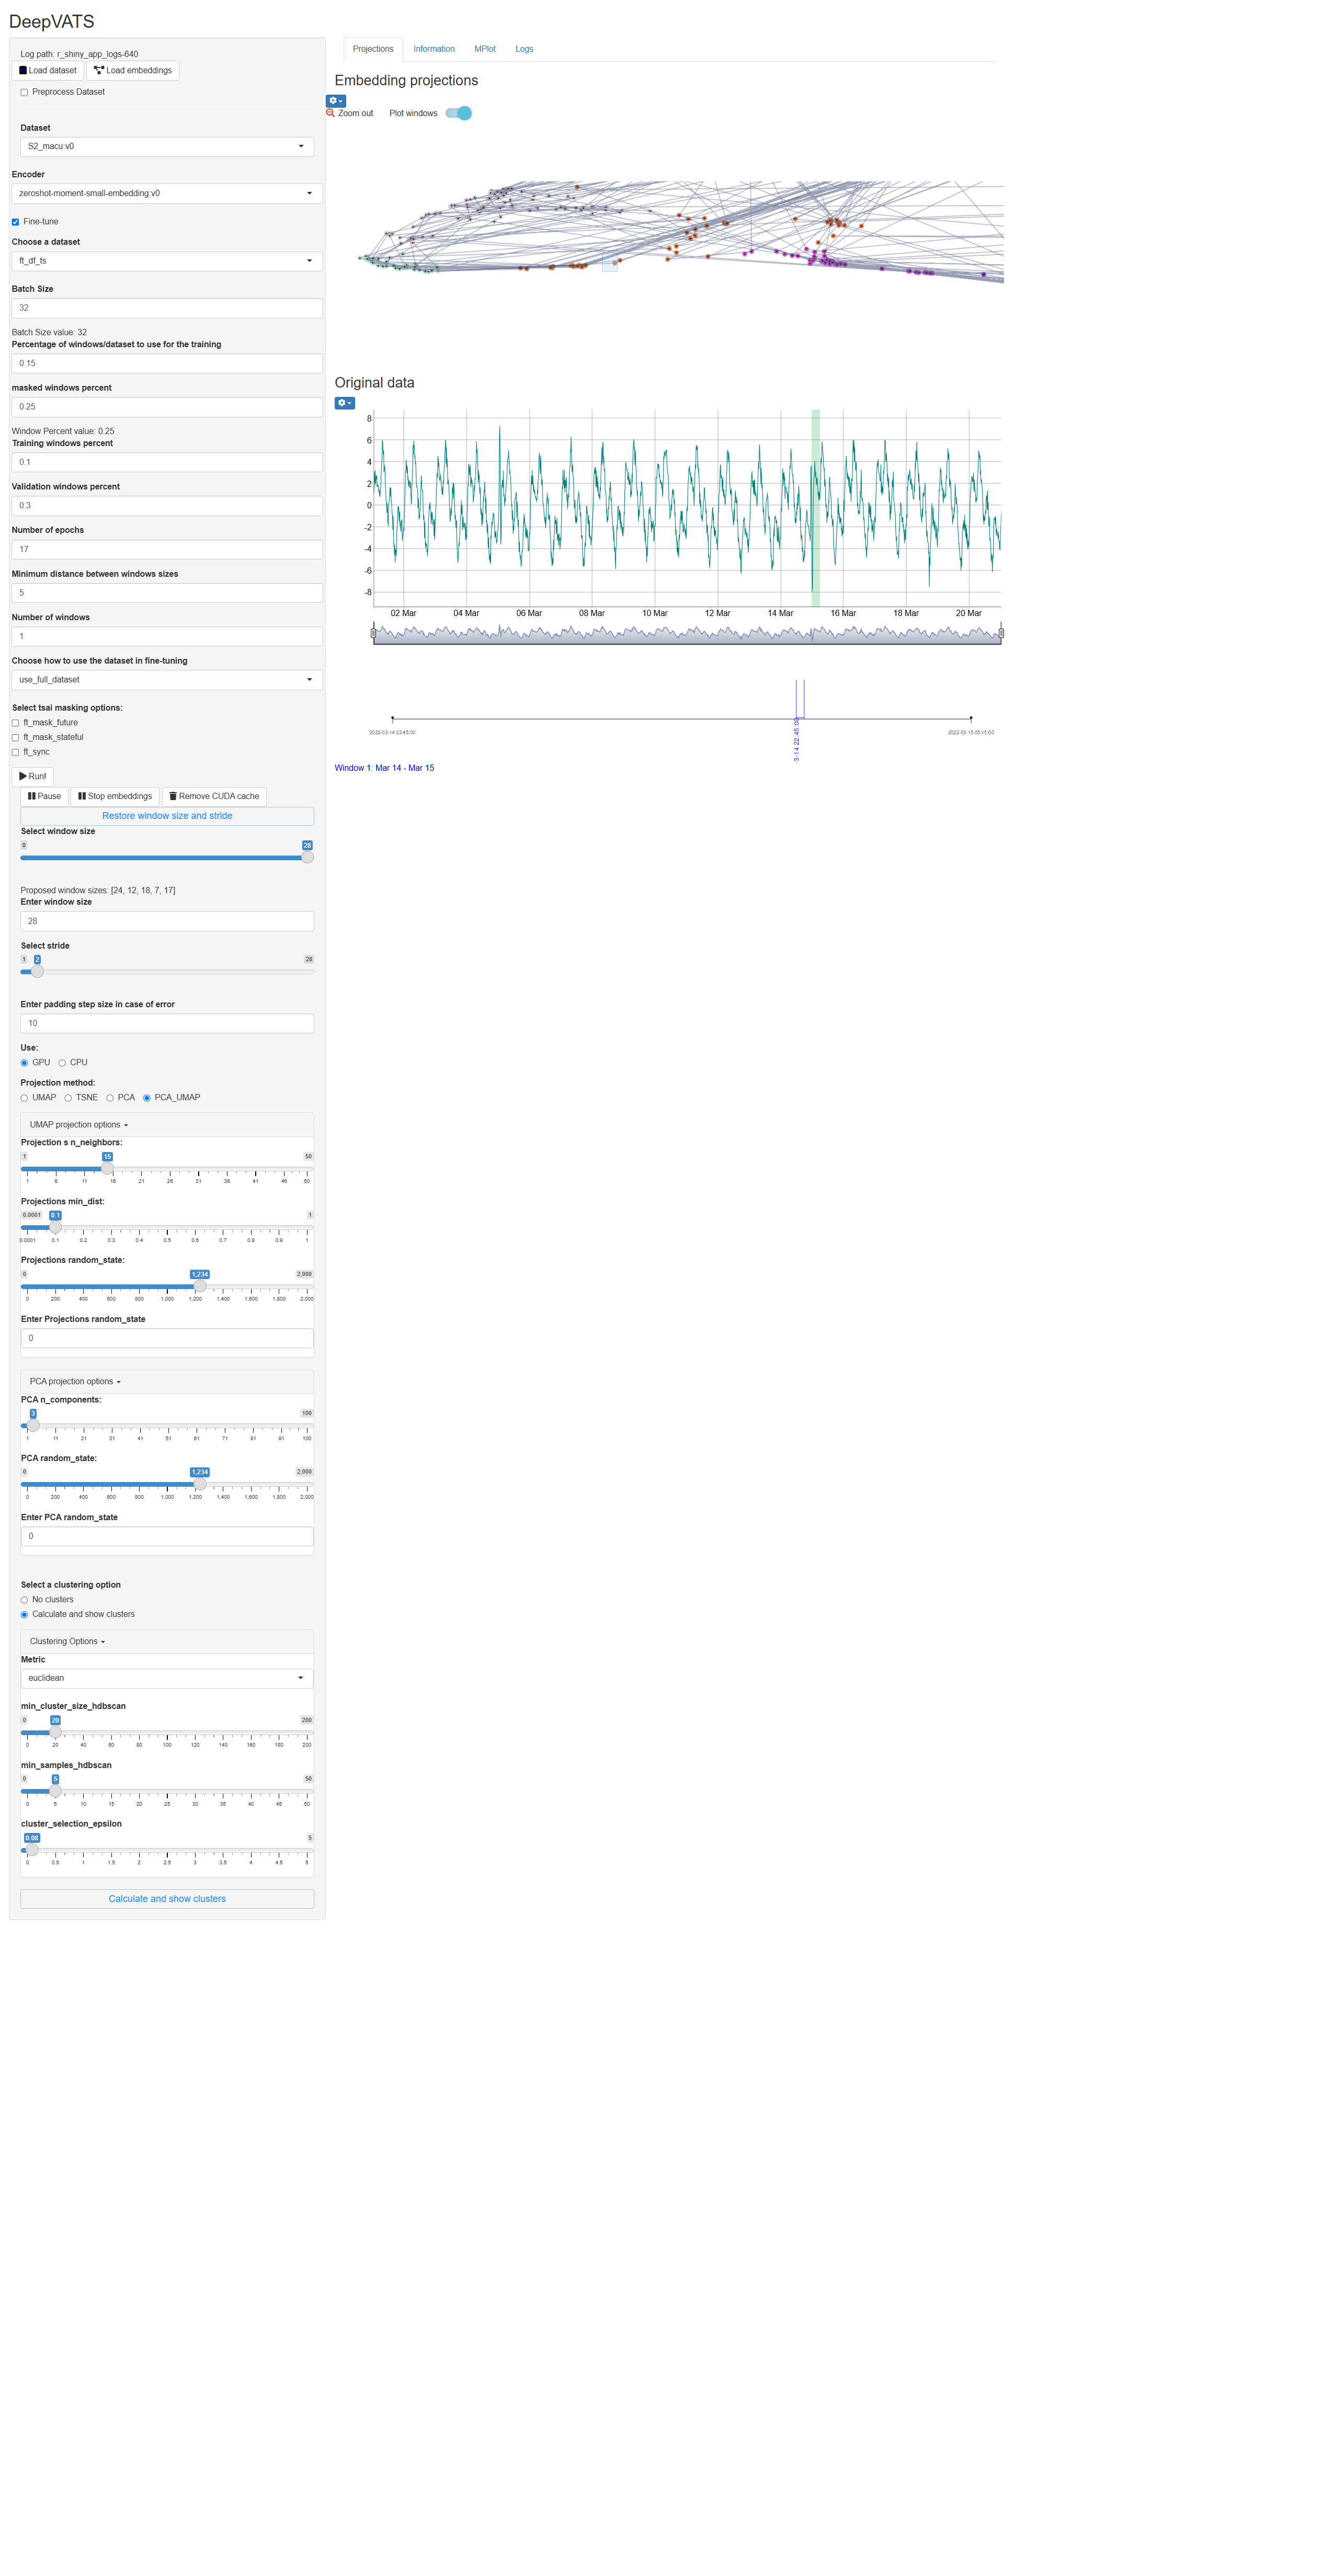 DeepVATS
Log path: r_shiny_app_logs-640
Load dataset Load embeddings
Preprocess Dataset
Dataset
S2_macu:v0
Encoder
zeroshot-moment-small-embedding:v0
Fine-tune
Choose a dataset
ft_df_ts
Batch Size
32
Batch Size value: 32
Percentage of windows/dataset to use for the training
0.15
masked windows percent
0.25
Window Percent value: 0.25
Training windows percent
0.1
Validation windows percent
0.3
Number of epochs
17
Minimum distance between windows sizes
5
Number of windows
1
Choose how to use the dataset in fine-tuning
use_full_dataset
Select tsai masking options:
ft_mask_future
ft_mask_stateful
ft_sync
Run!
Pause Stop embeddings Remove CUDA cache
Restore window size and stride
Select window size
0 28
Proposed window sizes: [24, 12, 18, 7, 17]
Enter window size
28
Select stride
1 2 28
Enter padding step size in case of error
10
Use:
GPU CPU
Projection method:
UMAP TSNE PCA PCA_UMAP
UMAP projection options
Projection s n_neighbors:
1 15 50
1 6 11 16 21 26 31 36 41 46 50
Projections min_dist:
0.0001 0.1 1
0.0001 0.1 0.2 0.3 0.4 0.5 0.6 0.7 0.8 0.9 1
Projections random_state:
0 1,234 2,000
0 200 400 600 800 1,000 1,200 1,400 1,600 1,800 2,000
Enter Projections random_state
0
PCA projection options
PCA n_components:
3 100
1 11 21 31 41 51 61 71 81 91 100
PCA random_state:
0 1,234 2,000
0 200 400 600 800 1,000 1,200 1,400 1,600 1,800 2,000
Enter PCA random_state
0
Select a clustering option
No clusters
Calculate and show clusters
Clustering Options
Metric
euclidean
min_cluster_size_hdbscan
0 20 200
0 20 40 60 80 100 120 140 160 180 200
min_samples_hdbscan
0 5 50
0 5 10 15 20 25 30 35 40 45 50
cluster_selection_epsilon
0.08 5
0 0.5 1 1.5 2 2.5 3 3.5 4 4.5 5
Calculate and show clusters
Projections Information MPlot Logs
Embedding projections
Zoom out Plot windows
Original data
8
6
4
2
0
-2
-4
-6
-8
02 Mar 04 Mar 06 Mar 08 Mar 10 Mar 12 Mar 14 Mar 16 Mar 18 Mar 20 Mar
2022-03-14 22:45:00 3-14 22:45:00 2022-03-15 05:15:00
Window 1: Mar 14 - Mar 15